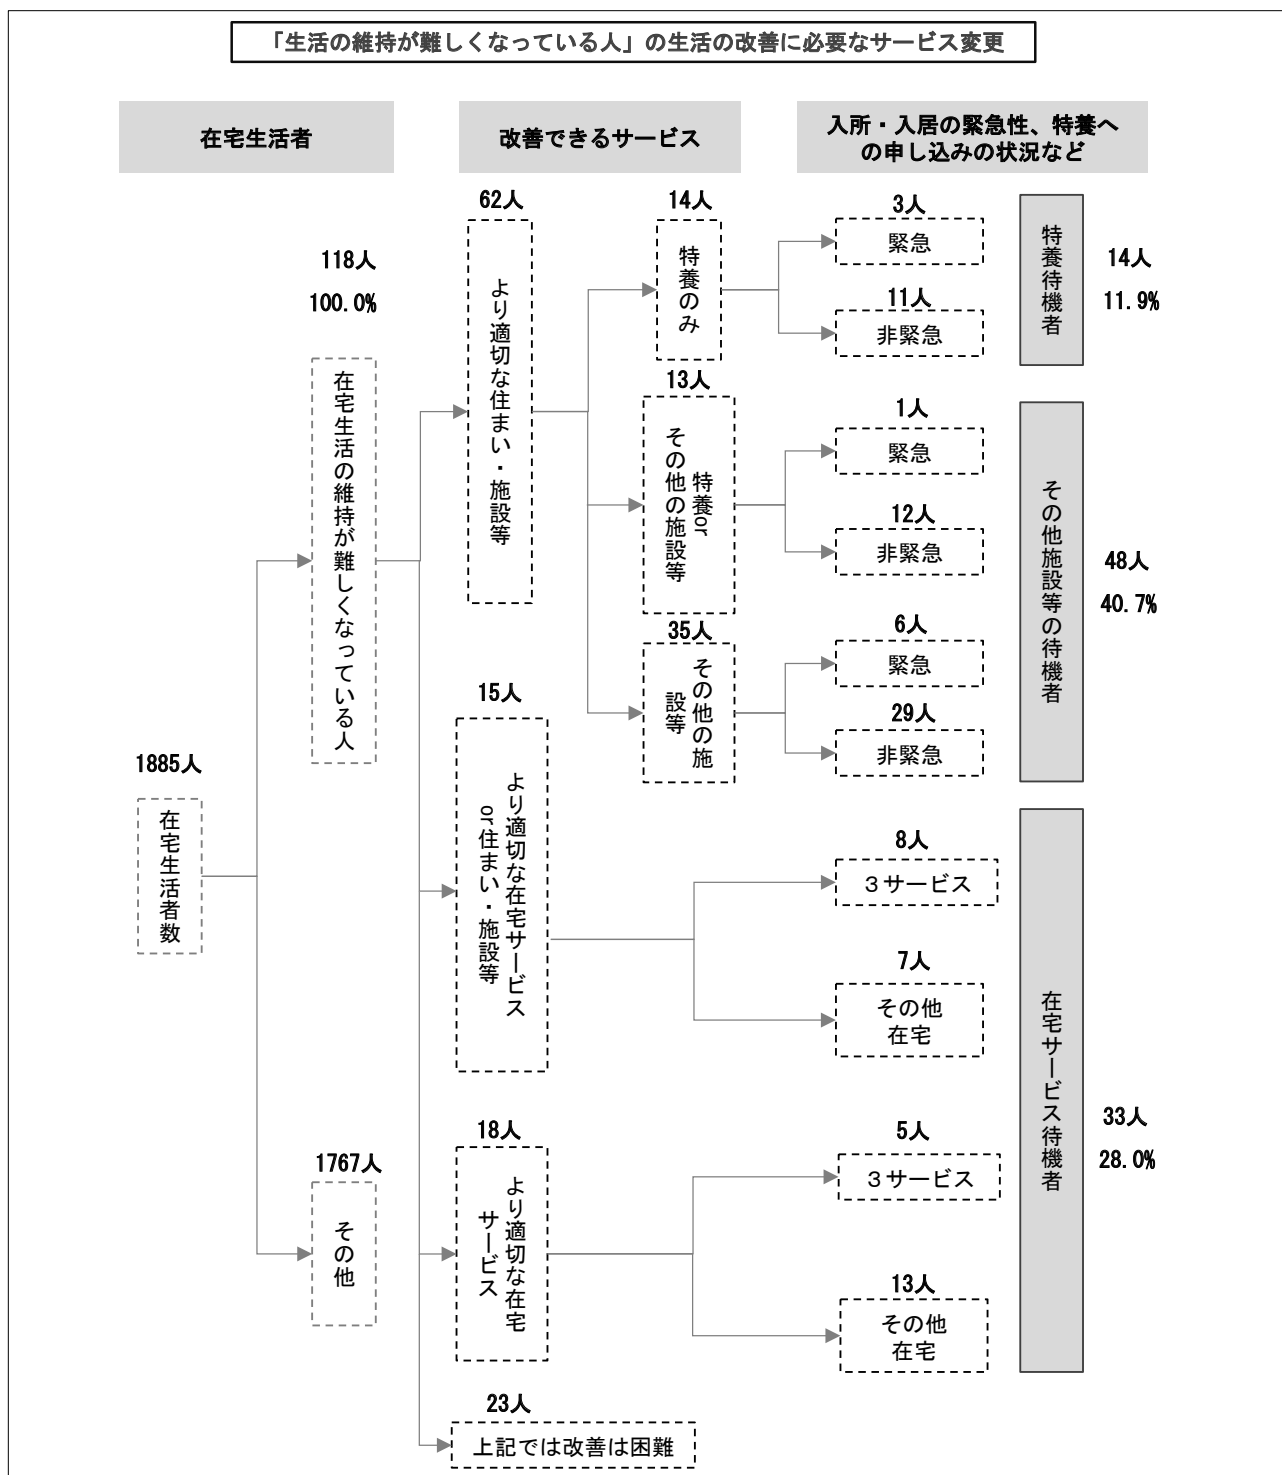 「生活の維持が難しくなっている人」の生活の改善に必要なサービス変更
在宅生活者
改善できるサービス
入所・入居の緊急性、特養へ
の申し込みの状況など
1885人
在宅生活者数
118人
100.0%
在宅生活の維持が難しくなっている人
1767人
その他
62人
より適切な住まい・施設等
15人
より適切な在宅サービス
or住まい・施設等
18人
より適切な在宅
サービス
23人
上記では改善は困難
14人
特養のみ
13人
特養or
その他の施設等
35人
その他の施
設等
3人
緊急
11人
非緊急
1人
緊急
12人
非緊急
6人
緊急
29人
非緊急
8人
3サービス
7人
その他
在宅
5人
3サービス
13人
その他
在宅
特養待機者
14人
11.9%
その他施設等の待機者
48人
40.7%
在宅サービス待機者
33人
28.0%